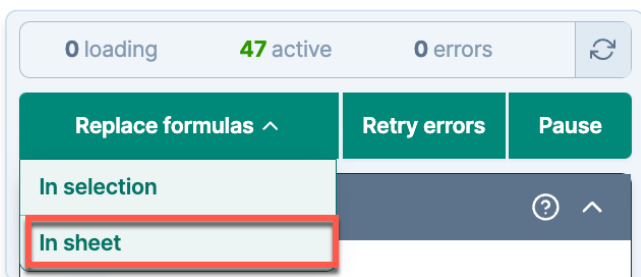 0 loading 47 active 0 errors
Replace formulas Retry errors Pause
In selection
In sheet